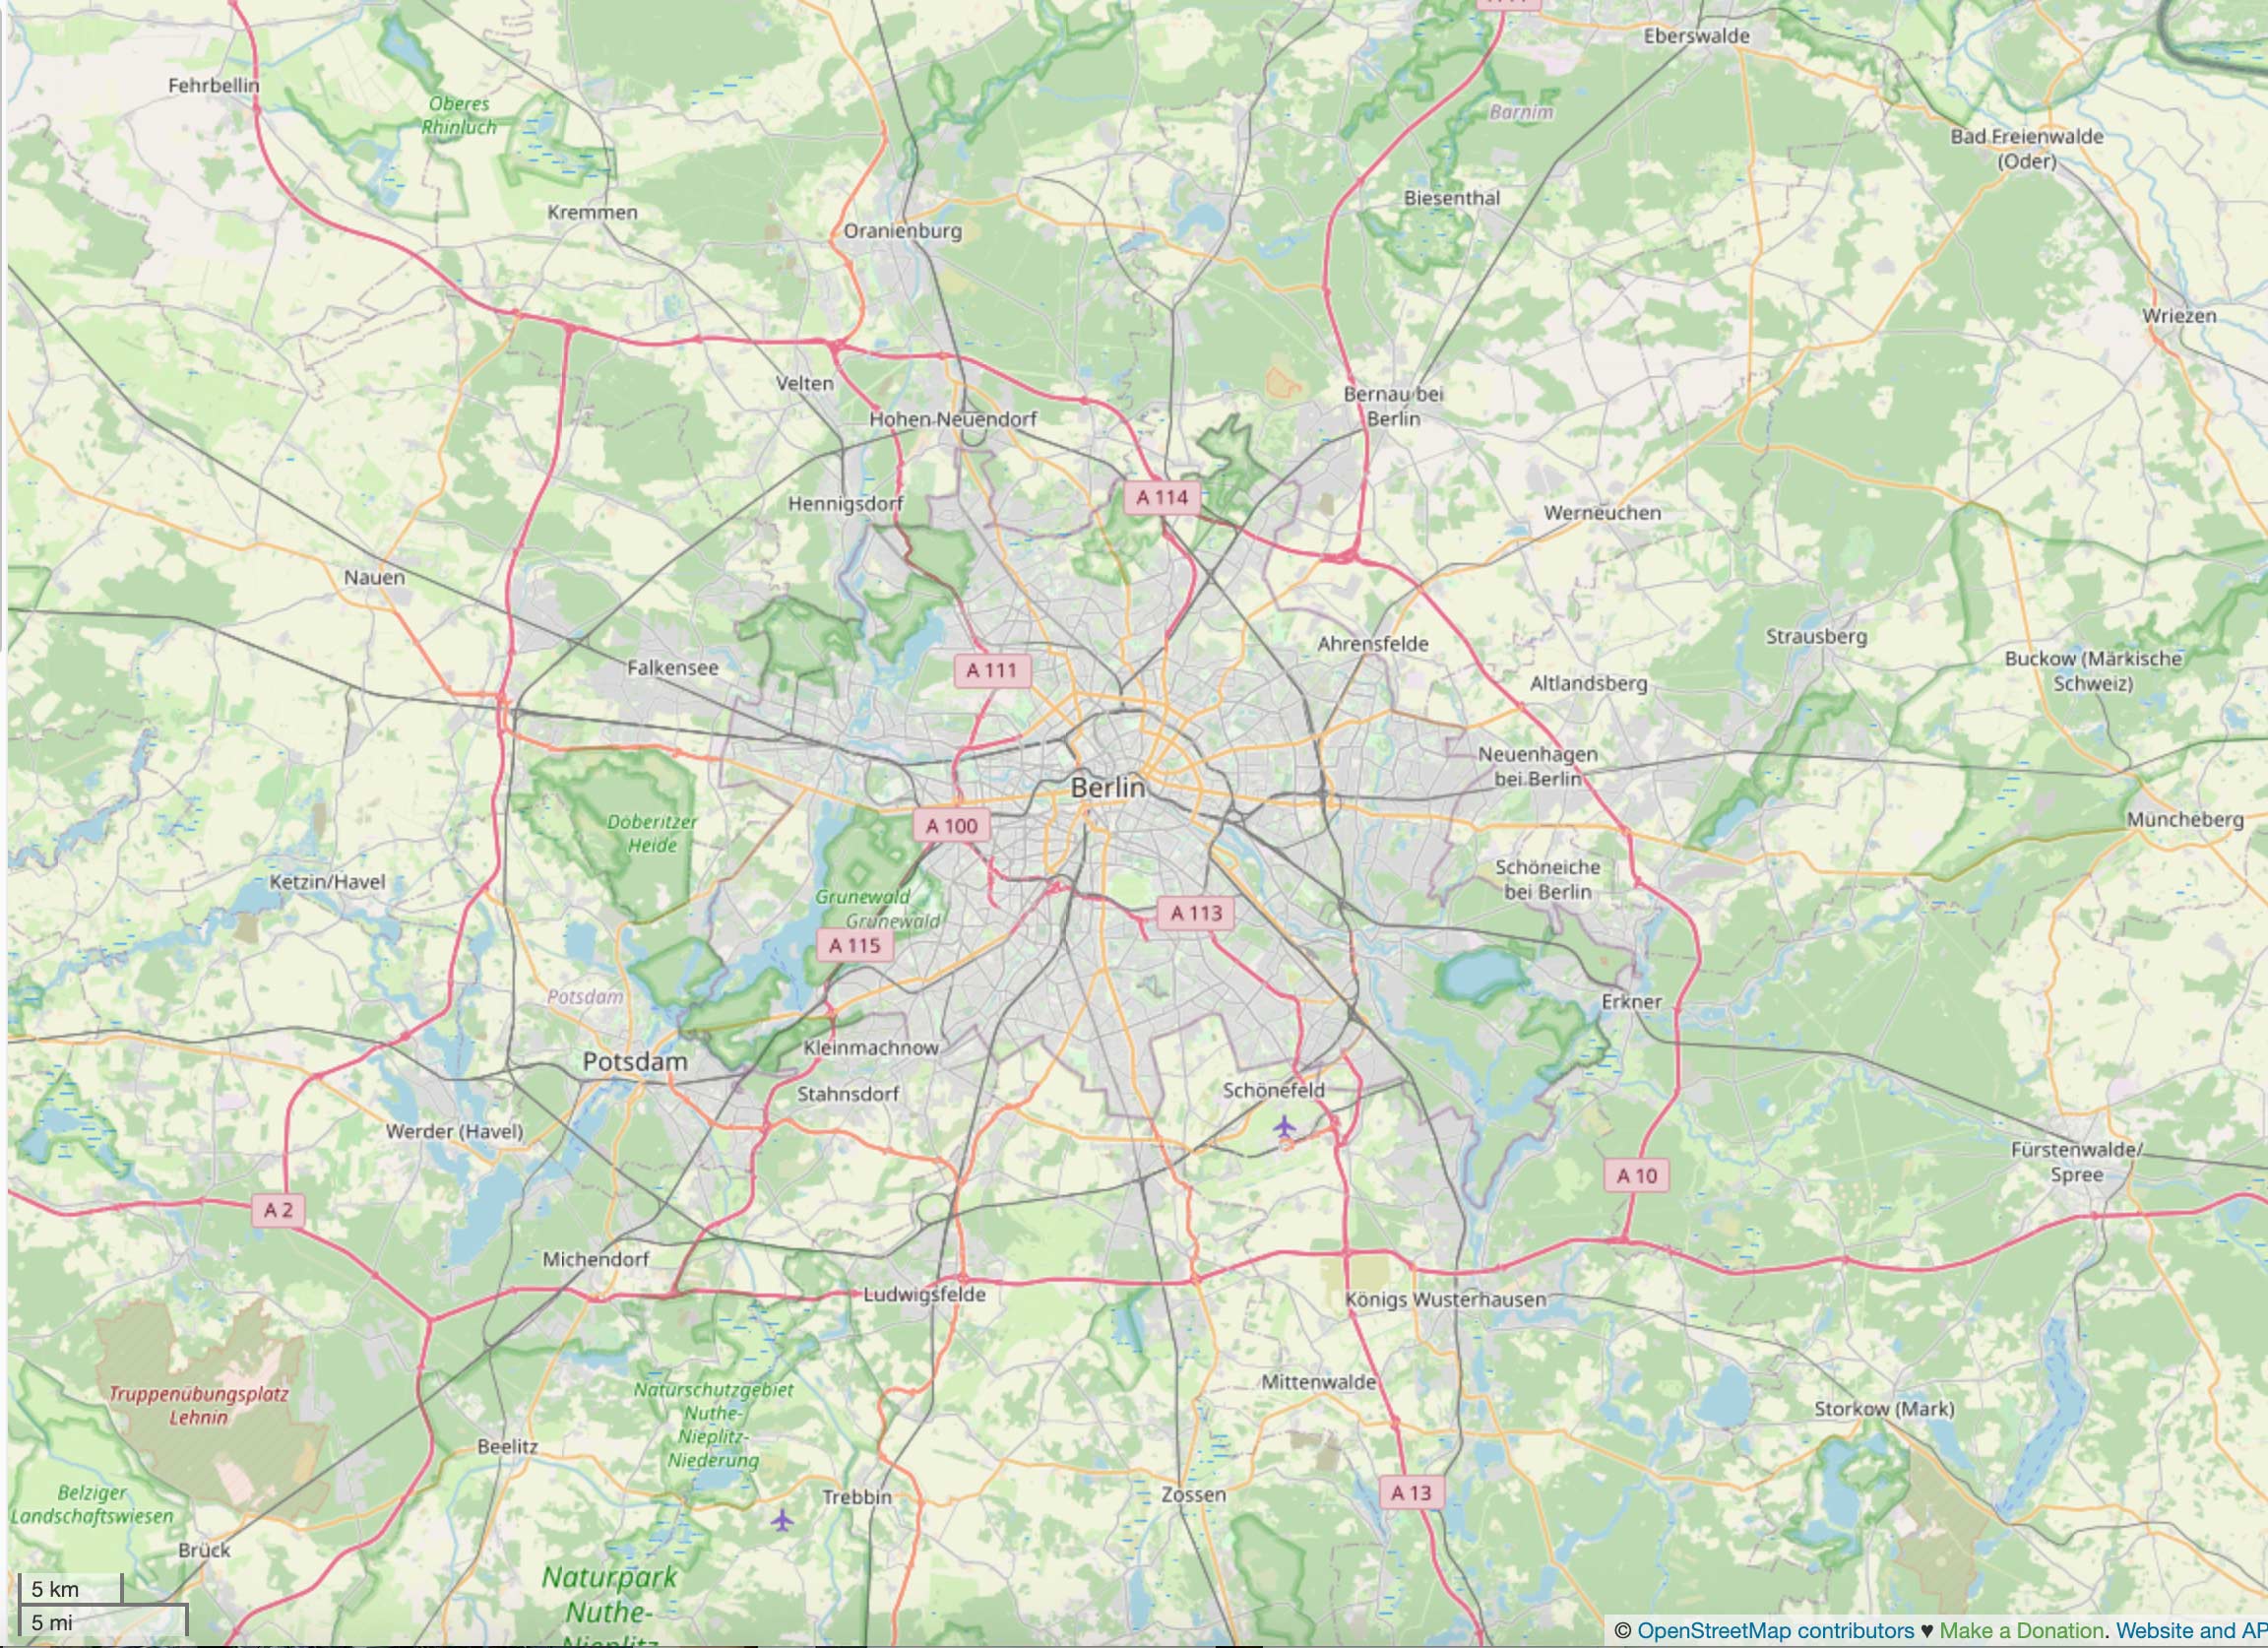 Eberswalde
Fehrbellin
Oberes
Rhinluch
Barnim
Bad Freienwalde
(Oder)
Biesenthal
Kremmen
Oranienburg
Wriezen
Velten
Bernau bei
Berlin
Hohen Neuendorf
A 114
Hennigsdorf
Werneuchen
Nauen
Strausberg
Ahrensfelde
Falkensee
A 111
Buckow (Märkische
Schweiz)
Altlandsberg
Neuenhagen
bei Berlin
Berlin
Müncheberg
Döberitzer
Heide
A 100
Ketzin/Havel
Schöneiche
bei Berlin
Grunewald
Grunewald
A 113
A 115
Potsdam
Erkner
Kleinmachnow
Potsdam
Schönefeld
Stahnsdorf
Werder (Havel)
Fürstenwalde/
Spree
A 10
A 2
Michendorf
Ludwigsfelde
Königs Wusterhausen
Mittenwalde
Truppenübungsplatz
Lehnin
Naturschutzgebiet
Nuthe-
Nieplitz-
Niederung
Storkow (Mark)
Beelitz
Belziger
Landschaftswiesen
Trebbin
Zossen
A 13
Brück
Naturpark
Nuthe-
Nieplitz
5 km
5 mi
© OpenStreetMap contributors ♥ Make a Donation. Website and AP